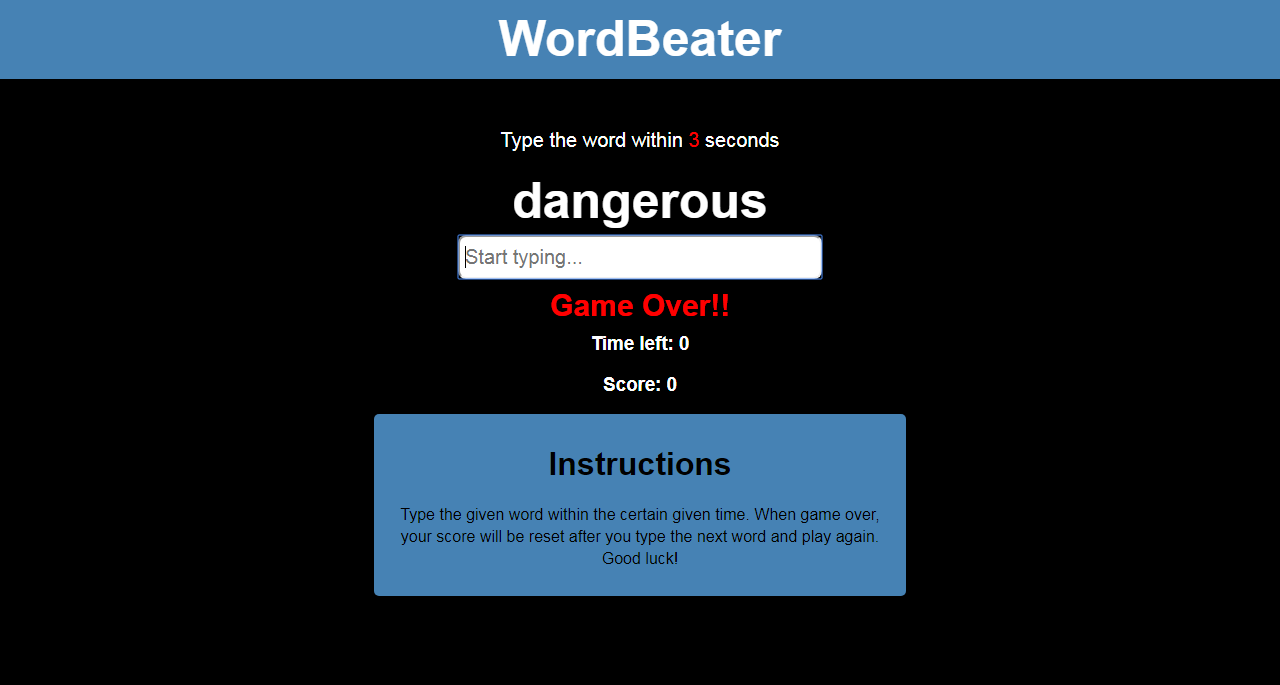 WordBeater
Type the word within 3 seconds
dangerous
Start typing...
Game Over!!
Time left: 0
Score: 0
Instructions
Type the given word within the certain given time. When game over,
your score will be reset after you type the next word and play again.
Good luck!